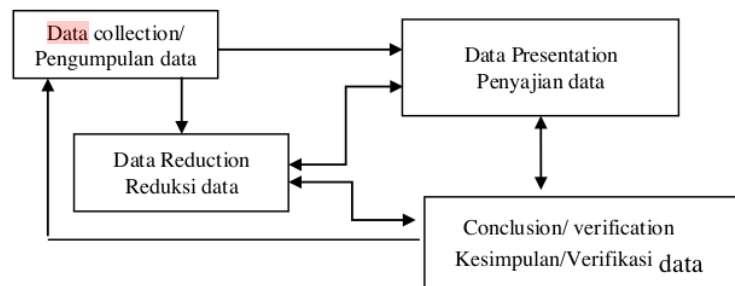 Data collection/
Pengumpulan data
Data Presentation
Penyajian data
Data Reduction
Reduksi data
Conclusion/ verification
Kesimpulan/Verifikasi data